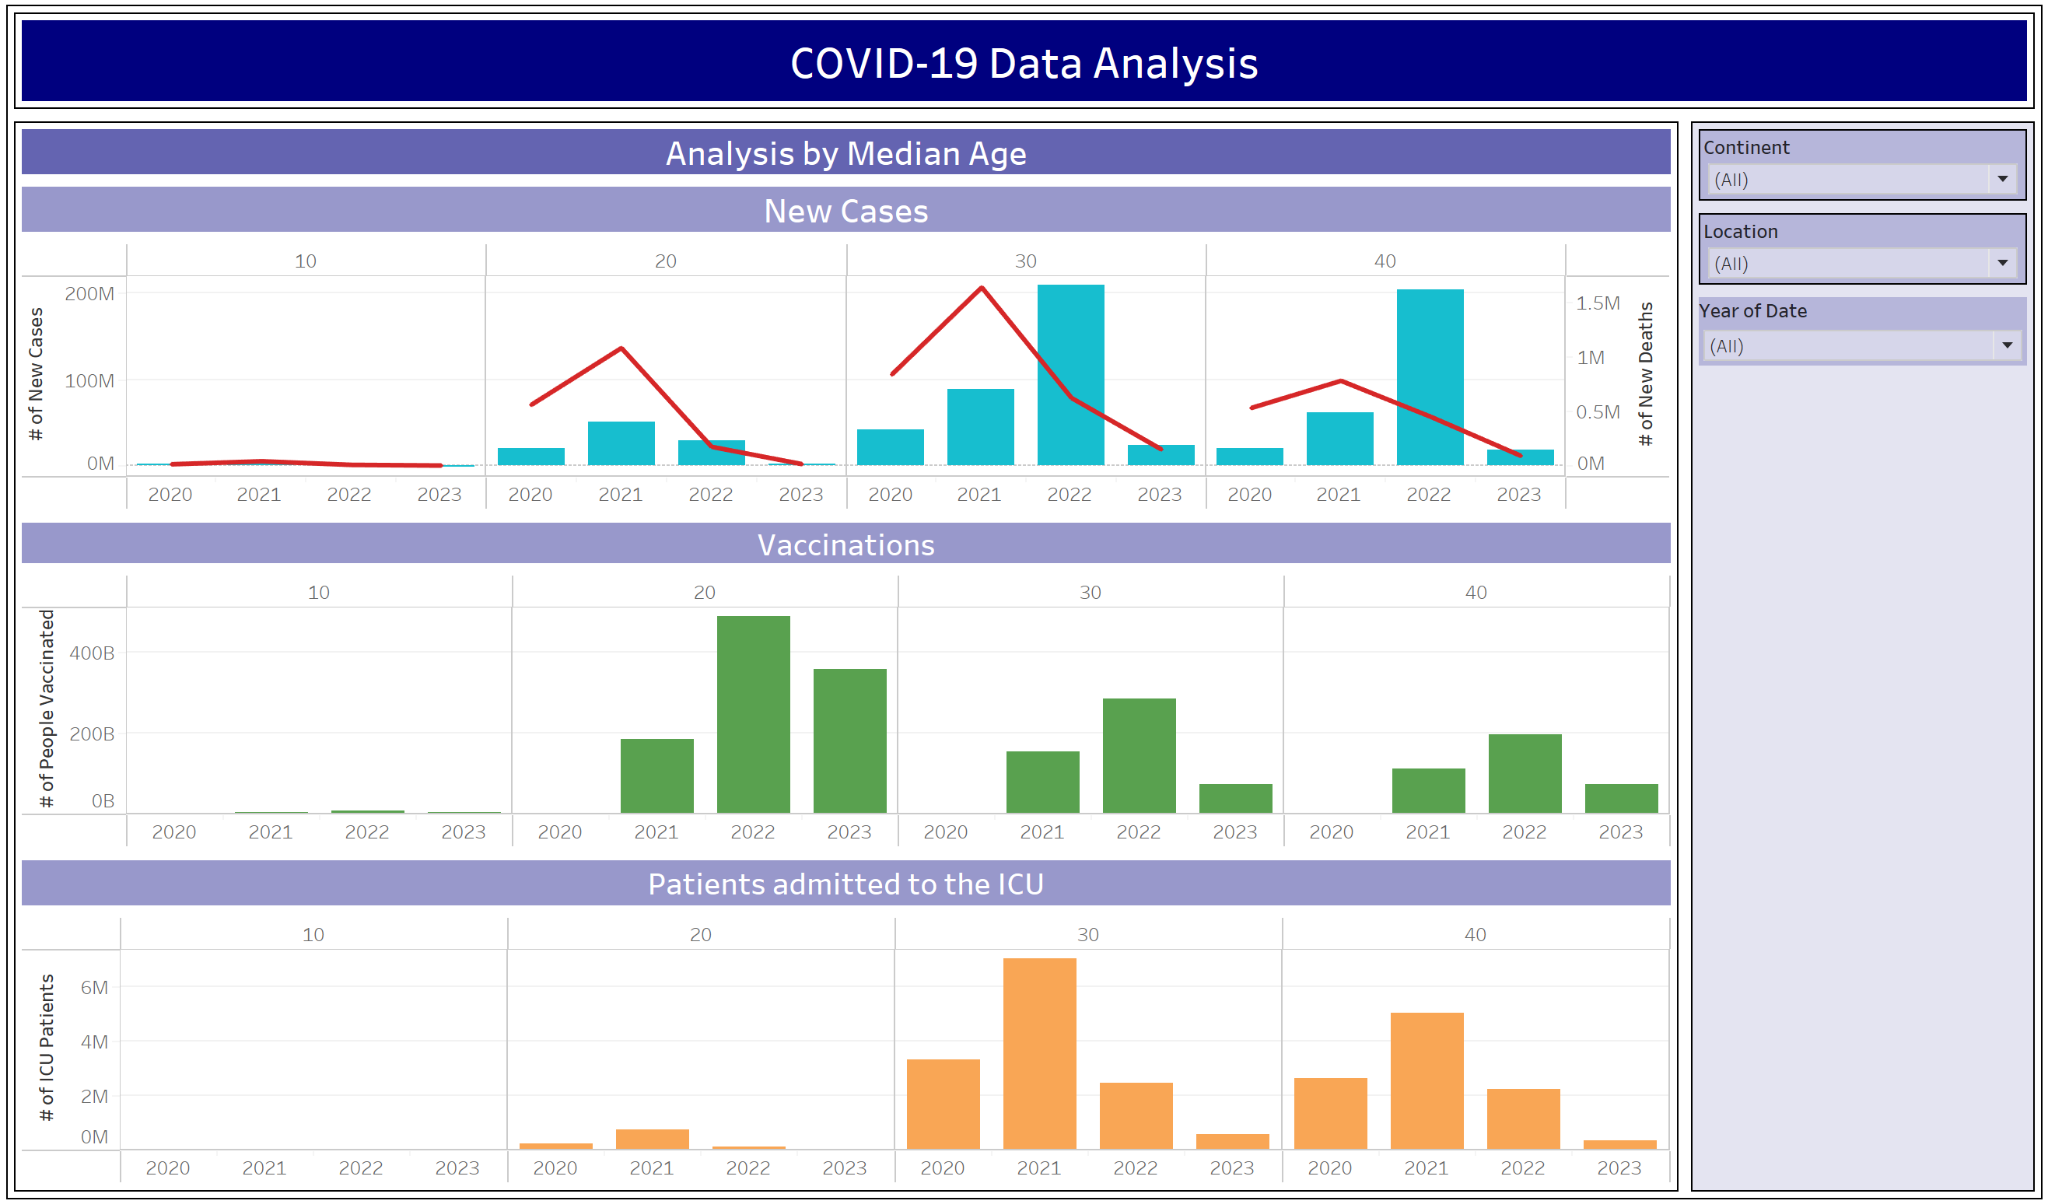 COVID-19 Data Analysis
Analysis by Median Age
New Cases
10 20 30 40
# of New Cases
200M
100M
0M
1.5M
1M
0.5M
0M
# of New Deaths
2020 2021 2022 2023 2020 2021 2022 2023 2020 2021 2022 2023 2020 2021 2022 2023
Vaccinations
10 20 30 40
# of People Vaccinated
400B
200B
0B
2020 2021 2022 2023 2020 2021 2022 2023 2020 2021 2022 2023 2020 2021 2022 2023
Patients admitted to the ICU
10 20 30 40
# of ICU Patients
6M
4M
2M
0M
2020 2021 2022 2023 2020 2021 2022 2023 2020 2021 2022 2023 2020 2021 2022 2023
Continent
(All)
Location
(All)
Year of Date
(All)